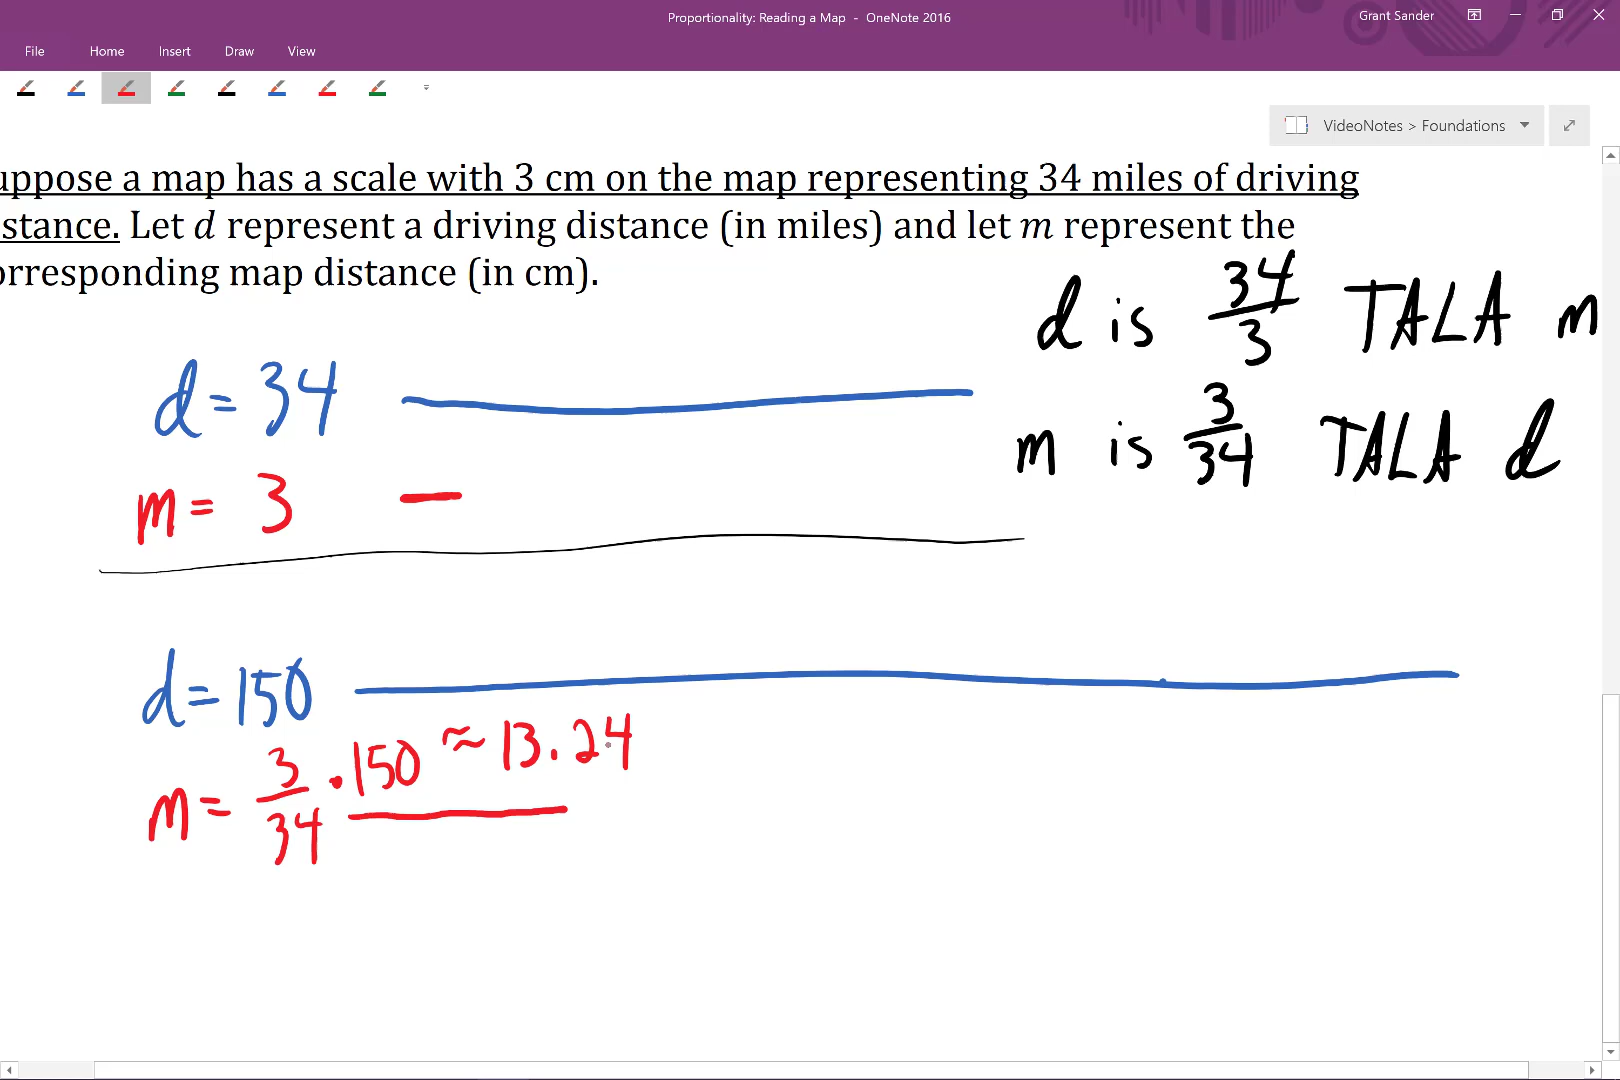 Proportionality: Reading a Map - OneNote 2016
Grant Sander
File Home Insert Draw View
VideoNotes > Foundations
uppose a map has a scale with 3 cm on the map representing 34 miles of driving
stance. Let d represent a driving distance (in miles) and let m represent the
orresponding map distance (in cm).
d is 34/3 TALA m
m is 3/34 TALA d
d = 34
m = 3
d = 150
m = 3/34 · 150 ≈ 13.24